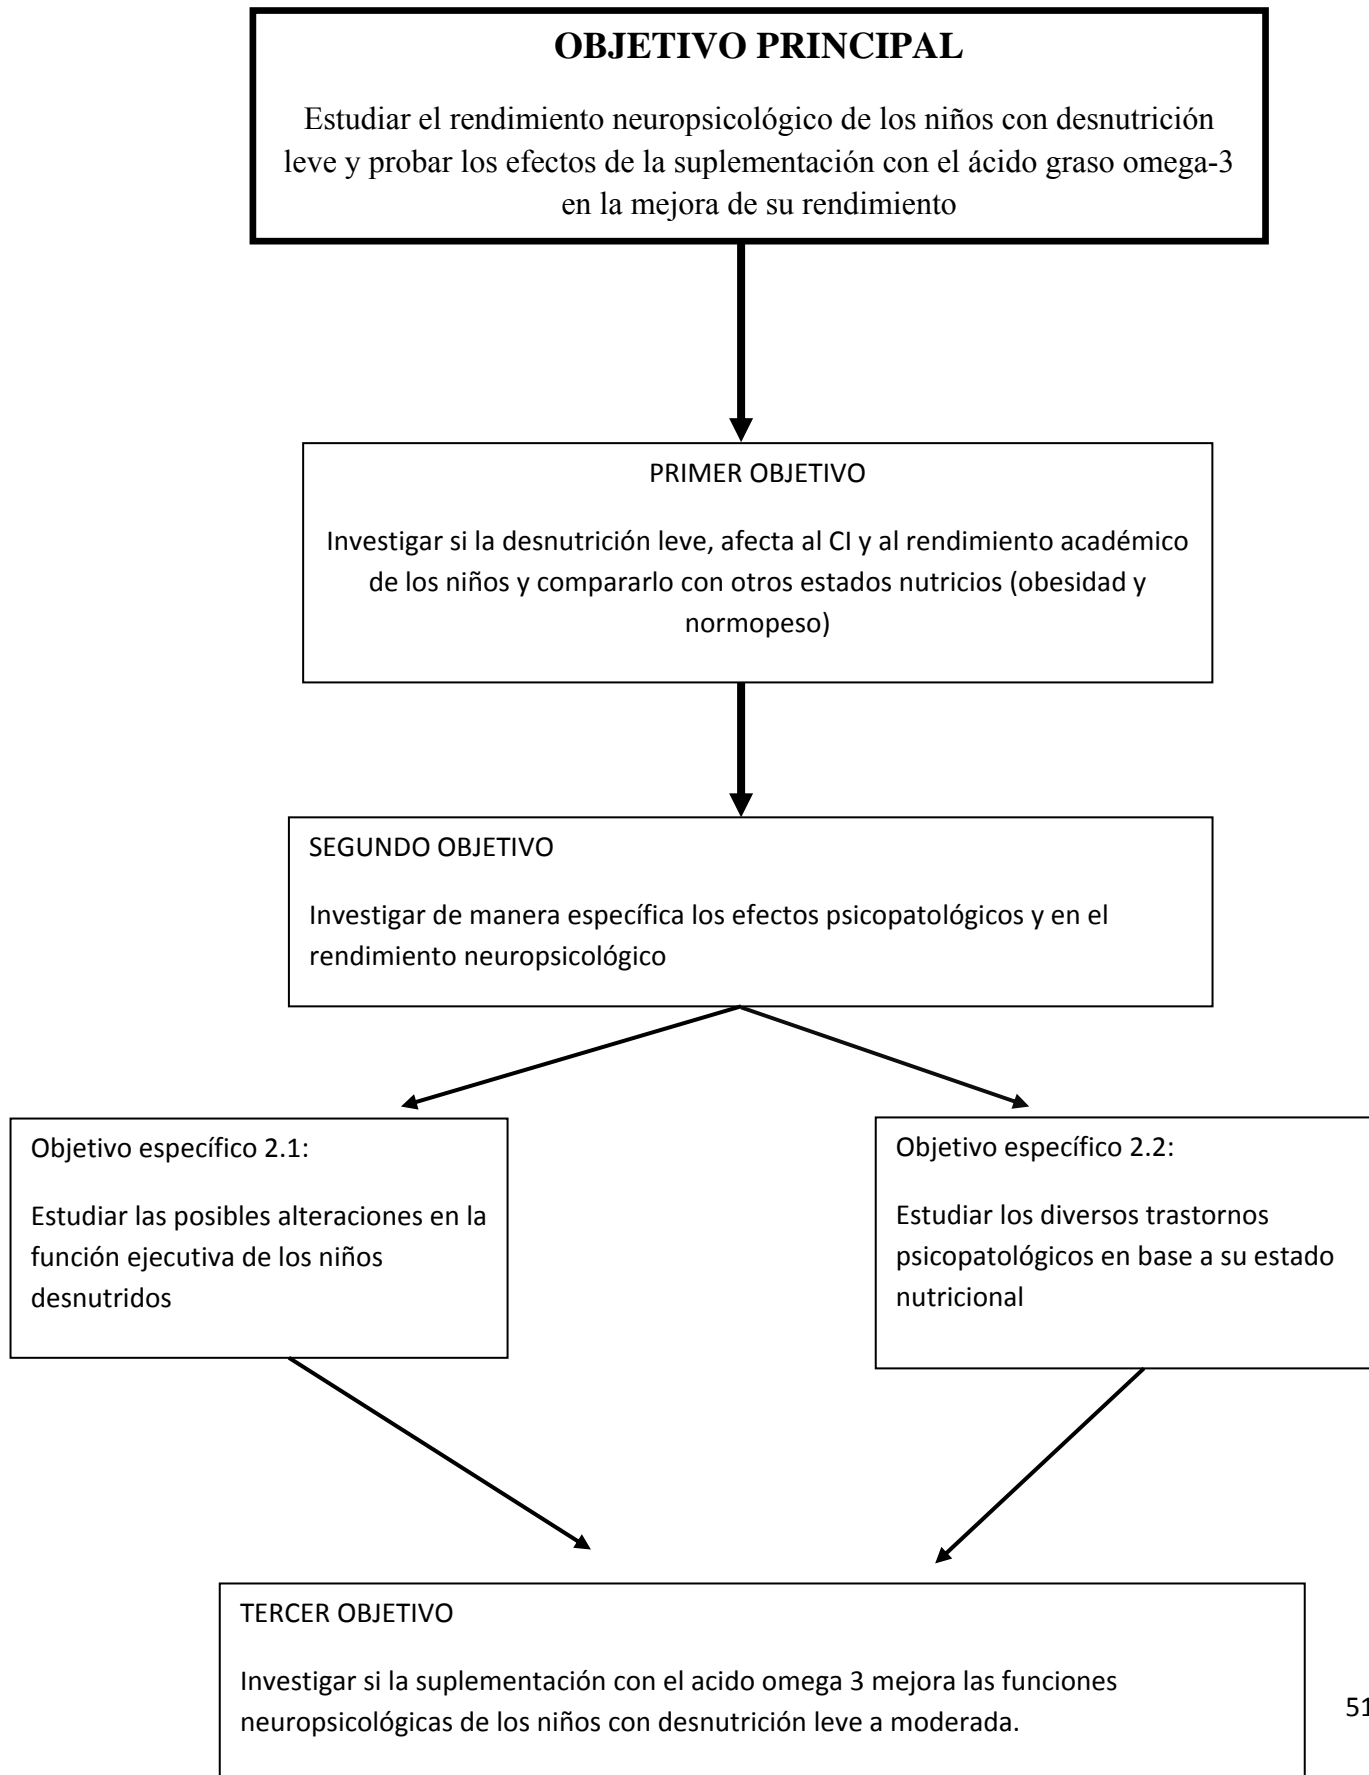 OBJETIVO PRINCIPAL
Estudiar el rendimiento neuropsicológico de los niños con desnutrición
leve y probar los efectos de la suplementación con el ácido graso omega-3
en la mejora de su rendimiento
PRIMER OBJETIVO
Investigar si la desnutrición leve, afecta al CI y al rendimiento académico
de los niños y compararlo con otros estados nutricios (obesidad y
normopeso)
SEGUNDO OBJETIVO
Investigar de manera específica los efectos psicopatológicos y en el
rendimiento neuropsicológico
Objetivo específico 2.1:
Estudiar las posibles alteraciones en la
función ejecutiva de los niños
desnutridos
Objetivo específico 2.2:
Estudiar los diversos trastornos
psicopatológicos en base a su estado
nutricional
TERCER OBJETIVO
Investigar si la suplementación con el acido omega 3 mejora las funciones
neuropsicológicas de los niños con desnutrición leve a moderada.
51